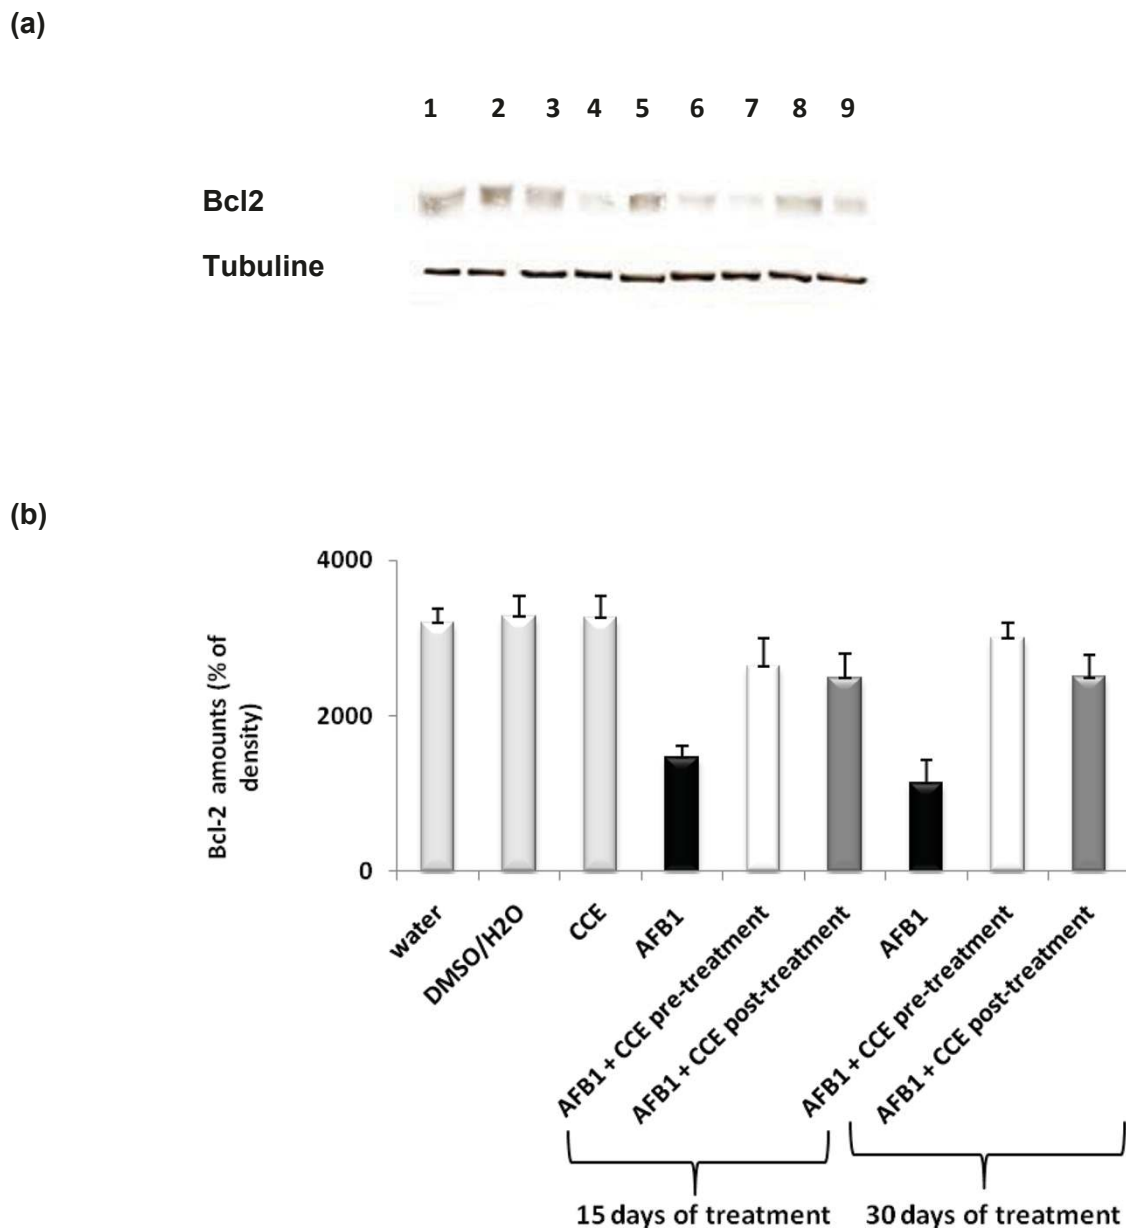 (a)
1 2 3 4 5 6 7 8 9
Bcl2
Tubuline
(b)
Bcl-2 amounts (% of
density)
4000
2000
0
water
DMSO/H2O
CCE
AFB1
AFB1 + CCE pre-treatment
AFB1 + CCE post-treatment
AFB1
AFB1 + CCE pre-treatment
AFB1 + CCE post-treatment
15 days of treatment
30 days of treatment